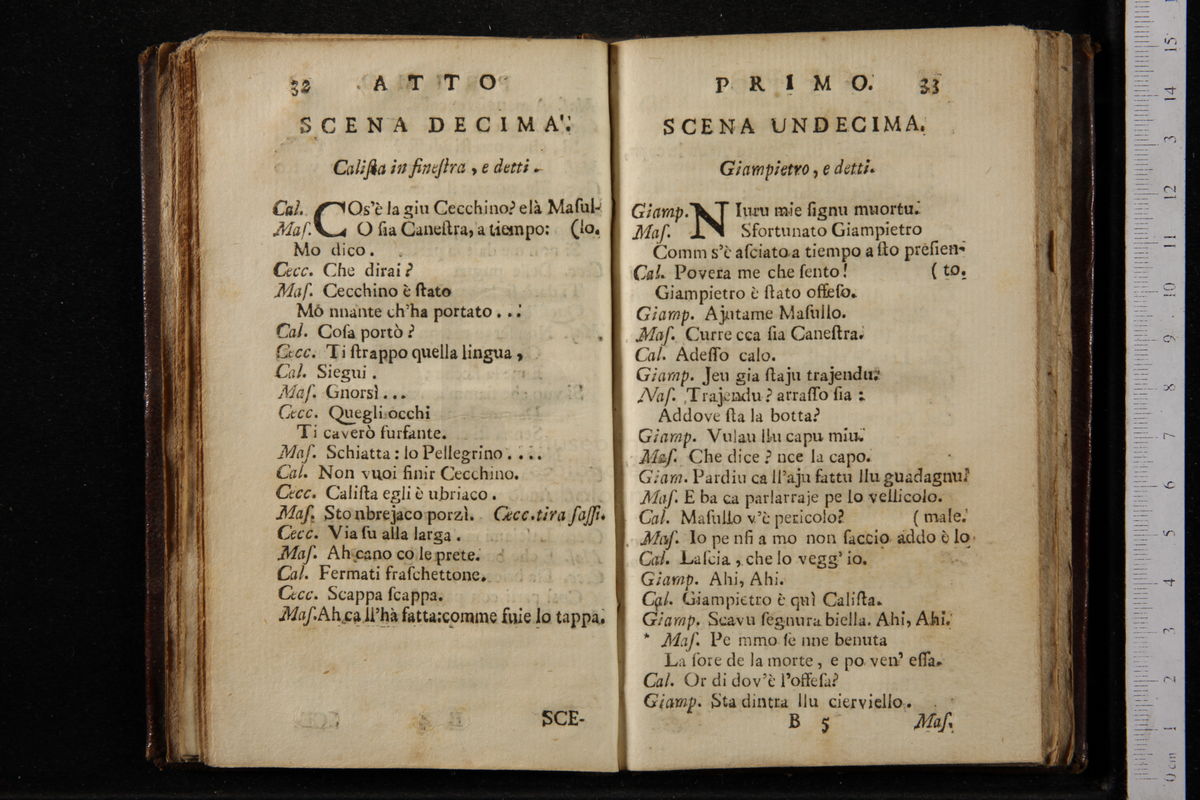 32 ATTO
SCENA DECIMA.
Caliſta in fineſtra, e detti.
Cal. COs'è la giu Cecchino? elà Maſul-
Maſ. O ſia Caneſtra, a tiempo: (lo.
Mo dico.
Cecc. Che dirai?
Maſ. Cecchino è ſtato
Mò nnante ch'ha portato...
Cal. Coſa portò?
Cecc. Ti ſtrappo quella lingua,
Cal. Siegui.
Maſ. Gnorsì...
Cecc. Quegli occhi
Ti caverò furfante.
Maſ. Schiatta: lo Pellegrino....
Cal. Non vuoi finir Cecchino.
Cecc. Caliſta egli è ubriaco.
Maſ. Sto nbrejaco porzì. Cecc. tira ſaſſi.
Cecc. Via ſu alla larga.
Maſ. Ah cano co le prete.
Cal. Fermati fraſchettone.
Cecc. Scappa ſcappa.
Maſ. Ah ca ll'hà fatta: comme fuie lo tappa.
SCE-
PRIMO. 33
SCENA UNDECIMA.
Giampietro, e detti.
Giamp. NIuru mie ſignu muortu.
Maſ. Sfortunato Giampietro
Comm s'è aſciato a tiempo a ſto preſien-
Cal. Povera me che ſento! (to.
Giampietro è ſtato offeſo.
Giamp. Ajutame Maſullo.
Maſ. Curre cca ſia Caneſtra.
Cal. Adeſſo calo.
Giamp. Jeu gia ſtaju trajendu.
Naſ. Trajendu? arraſſo ſia:
Addove ſta la botta?
Giamp. Vulau llu capu miu.
Maſ. Che dice? nce la capo.
Giam. Pardiu ca ll'aju fattu llu guadagnu?
Maſ. E ba ca parlarraje pe lo vellicolo.
Cal. Maſullo v'è pericolo? (male.
Maſ. Io pe nſi a mo non ſaccio addo è lo
Cal. Laſcia, che lo vegg' io.
Giamp. Ahi, Ahi.
Cal. Giampietro è quì Caliſta.
Giamp. Scavu ſegnura biella. Ahi, Ahi.
* Maſ. Pe mmo ſe nne benuta
La ſore de la morte, e po ven' eſſa.
Cal. Or di dov'è l'offeſa?
Giamp. Sta dintra llu cierviello.
B 5 Maſ.